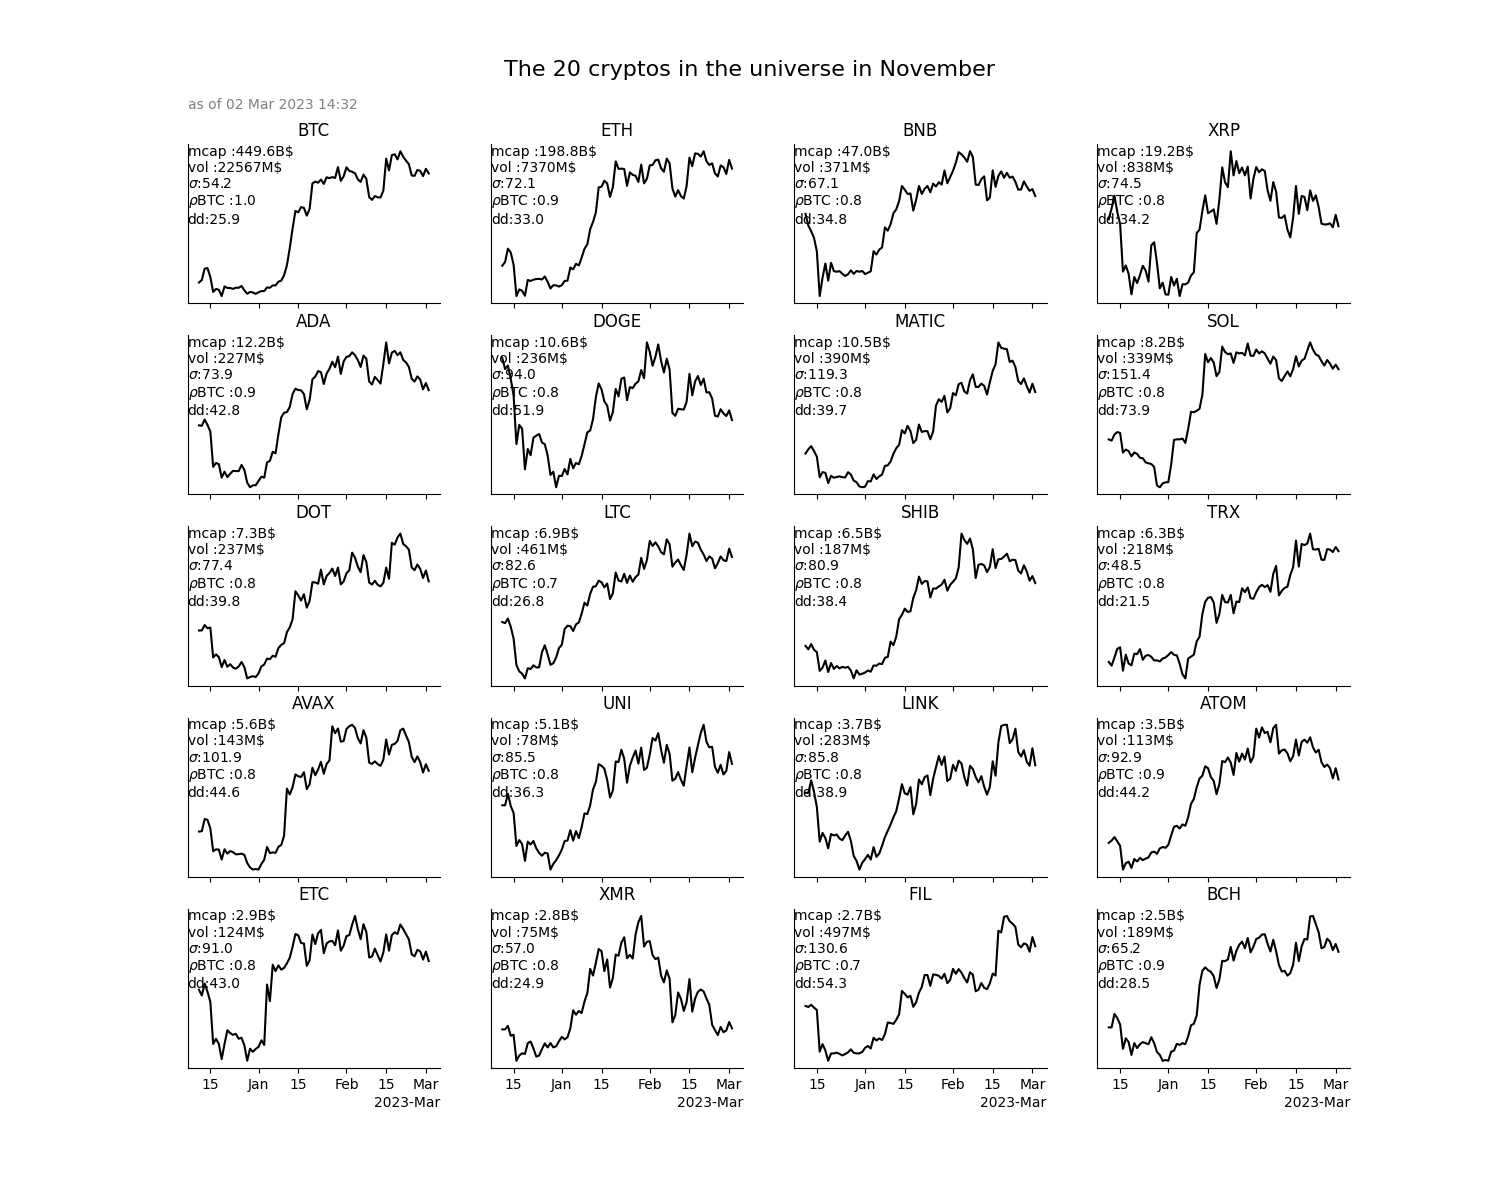 The 20 cryptos in the universe in November
as of 02 Mar 2023 14:32
BTC
mcap :449.6B$
vol :22567M$
σ:54.2
ρBTC :1.0
dd:25.9
ETH
mcap :198.8B$
vol :7370M$
σ:72.1
ρBTC :0.9
dd:33.0
BNB
mcap :47.0B$
vol :371M$
σ:67.1
ρBTC :0.8
dd:34.8
XRP
mcap :19.2B$
vol :838M$
σ:74.5
ρBTC :0.8
dd:34.2
ADA
mcap :12.2B$
vol :227M$
σ:73.9
ρBTC :0.9
dd:42.8
DOGE
mcap :10.6B$
vol :236M$
σ:94.0
ρBTC :0.8
dd:51.9
MATIC
mcap :10.5B$
vol :390M$
σ:119.3
ρBTC :0.8
dd:39.7
SOL
mcap :8.2B$
vol :339M$
σ:151.4
ρBTC :0.8
dd:73.9
DOT
mcap :7.3B$
vol :237M$
σ:77.4
ρBTC :0.8
dd:39.8
LTC
mcap :6.9B$
vol :461M$
σ:82.6
ρBTC :0.7
dd:26.8
SHIB
mcap :6.5B$
vol :187M$
σ:80.9
ρBTC :0.8
dd:38.4
TRX
mcap :6.3B$
vol :218M$
σ:48.5
ρBTC :0.8
dd:21.5
AVAX
mcap :5.6B$
vol :143M$
σ:101.9
ρBTC :0.8
dd:44.6
UNI
mcap :5.1B$
vol :78M$
σ:85.5
ρBTC :0.8
dd:36.3
LINK
mcap :3.7B$
vol :283M$
σ:85.8
ρBTC :0.8
dd:38.9
ATOM
mcap :3.5B$
vol :113M$
σ:92.9
ρBTC :0.9
dd:44.2
ETC
mcap :2.9B$
vol :124M$
σ:91.0
ρBTC :0.8
dd:43.0
15 Jan 15 Feb 15 Mar
2023-Mar
XMR
mcap :2.8B$
vol :75M$
σ:57.0
ρBTC :0.8
dd:24.9
15 Jan 15 Feb 15 Mar
2023-Mar
FIL
mcap :2.7B$
vol :497M$
σ:130.6
ρBTC :0.7
dd:54.3
15 Jan 15 Feb 15 Mar
2023-Mar
BCH
mcap :2.5B$
vol :189M$
σ:65.2
ρBTC :0.9
dd:28.5
15 Jan 15 Feb 15 Mar
2023-Mar